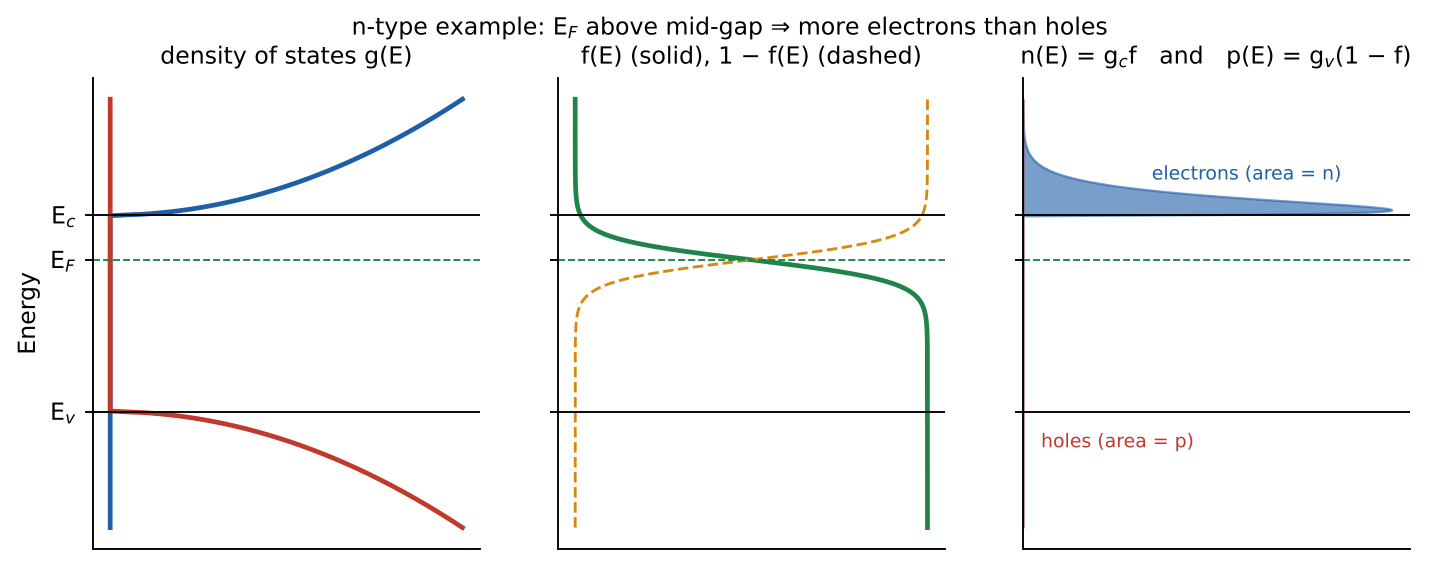 n-type example: E_F above mid-gap ⇒ more electrons than holes
density of states g(E)
f(E) (solid), 1 − f(E) (dashed)
n(E) = g_cf   and   p(E) = g_v(1 − f)
electrons (area = n)
E_c
E_F
Energy
E_v
holes (area = p)